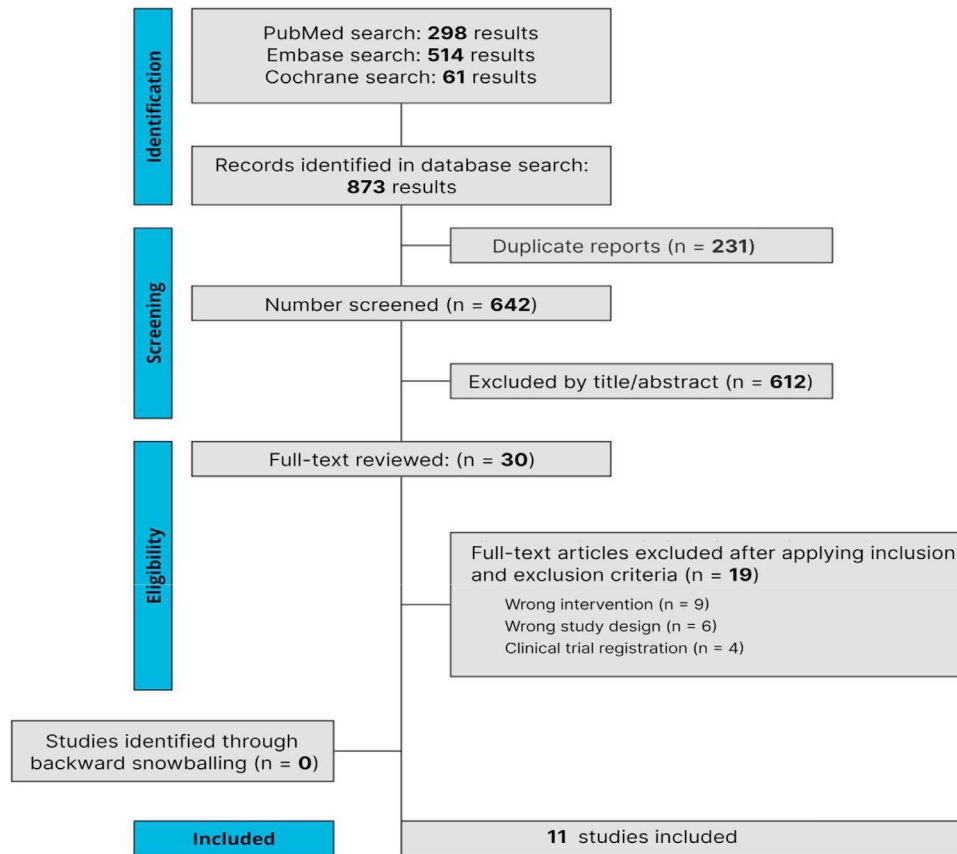 Identification
PubMed search: 298 results
Embase search: 514 results
Cochrane search: 61 results
Records identified in database search:
873 results
Screening
Duplicate reports (n = 231)
Number screened (n = 642)
Excluded by title/abstract (n = 612)
Eligibility
Full-text reviewed: (n = 30)
Full-text articles excluded after applying inclusion
and exclusion criteria (n = 19)
Wrong intervention (n = 9)
Wrong study design (n = 6)
Clinical trial registration (n = 4)
Studies identified through
backward snowballing (n = 0)
Included
11 studies included